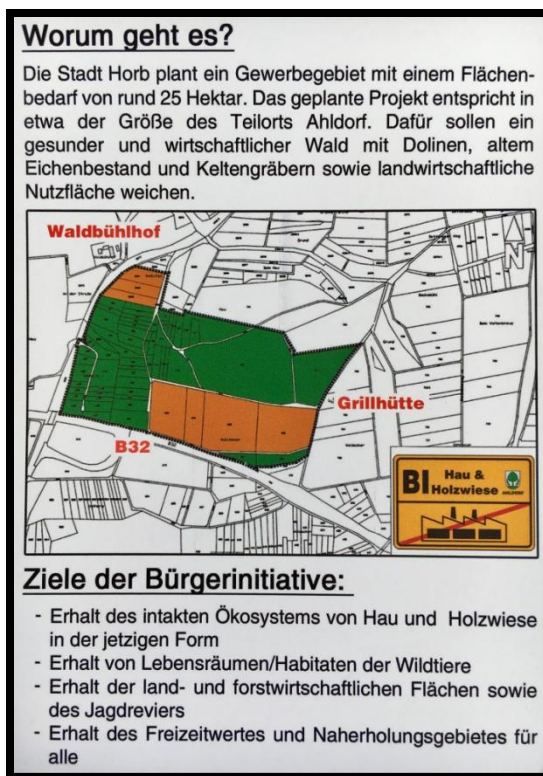 Worum geht es?
Die Stadt Horb plant ein Gewerbegebiet mit einem Flächen-
bedarf von rund 25 Hektar. Das geplante Projekt entspricht in
etwa der Größe des Teilorts Ahldorf. Dafür sollen ein
gesunder und wirtschaftlicher Wald mit Dolinen, altem
Eichenbestand und Keltengräbern sowie landwirtschaftliche
Nutzfläche weichen.
Waldbühlhof
N
Grillhütte
B32
BI Hau &
Holzwiese
AHLDORF
Ziele der Bürgerinitiative:
- Erhalt des intakten Ökosystems von Hau und Holzwiese
in der jetzigen Form
- Erhalt von Lebensräumen/Habitaten der Wildtiere
- Erhalt der land- und forstwirtschaftlichen Flächen sowie
des Jagdreviers
- Erhalt des Freizeitwertes und Naherholungsgebietes für
alle